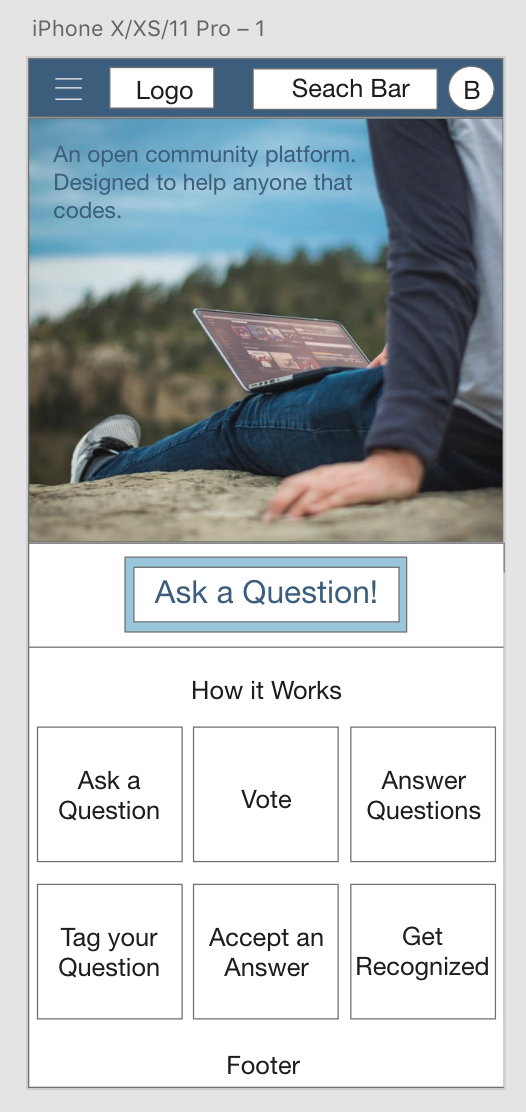 iPhone X/XS/11 Pro – 1
Logo
Seach Bar
B
An open community platform.
Designed to help anyone that
codes.
Ask a Question!
How it Works
Ask a
Question
Vote
Answer
Questions
Tag your
Question
Accept an
Answer
Get
Recognized
Footer